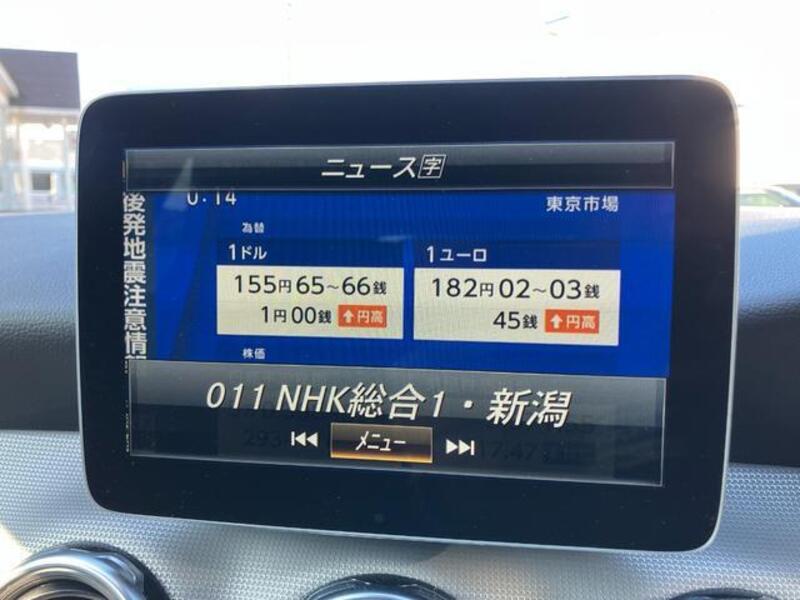 ニュース字
0:14
東京市場
後発地震注意情
為替
1ドル
155円65~66銭
1円00銭 ↑円高
1ユーロ
182円02~03銭
45銭 ↑円高
株価
011 NHK総合1・新潟
メニュー